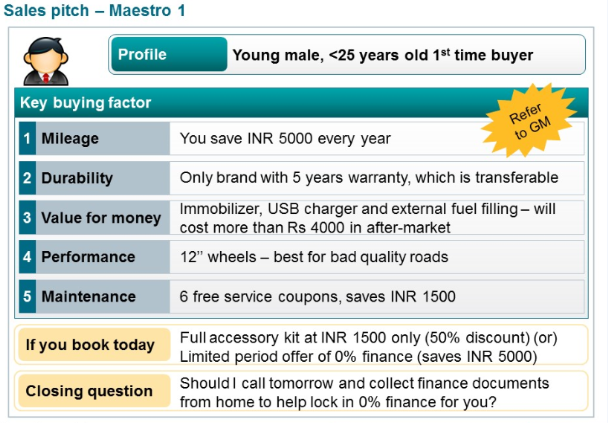 Sales pitch – Maestro 1
Profile
Young male, <25 years old 1st time buyer
Key buying factor
Refer
to GM
1 Mileage
You save INR 5000 every year
2 Durability
Only brand with 5 years warranty, which is transferable
3 Value for money
Immobilizer, USB charger and external fuel filling – will
cost more than Rs 4000 in after-market
4 Performance
12’’ wheels – best for bad quality roads
5 Maintenance
6 free service coupons, saves INR 1500
If you book today
Full accessory kit at INR 1500 only (50% discount) (or)
Limited period offer of 0% finance (saves INR 5000)
Closing question
Should I call tomorrow and collect finance documents
from home to help lock in 0% finance for you?